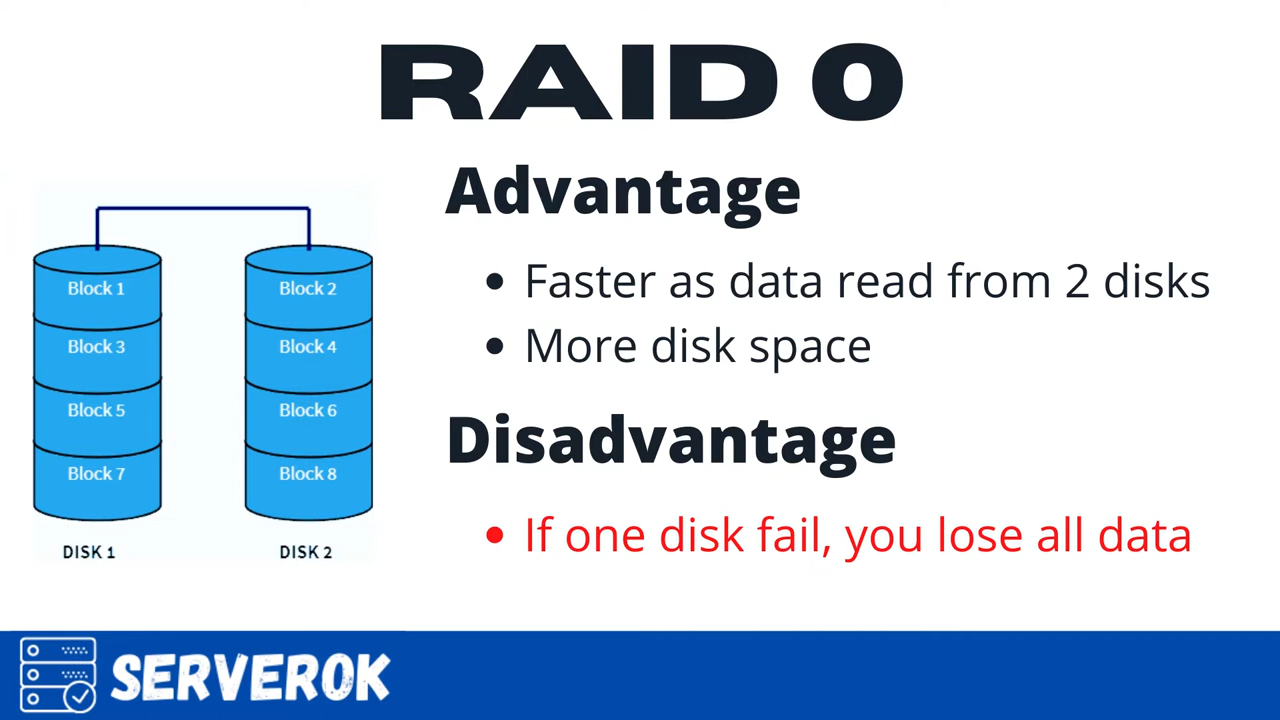 RAID 0
Advantage
• Faster as data read from 2 disks
• More disk space
Disadvantage
• If one disk fail, you lose all data
Block 1
Block 2
Block 3
Block 4
Block 5
Block 6
Block 7
Block 8
DISK 1
DISK 2
SERVEROK